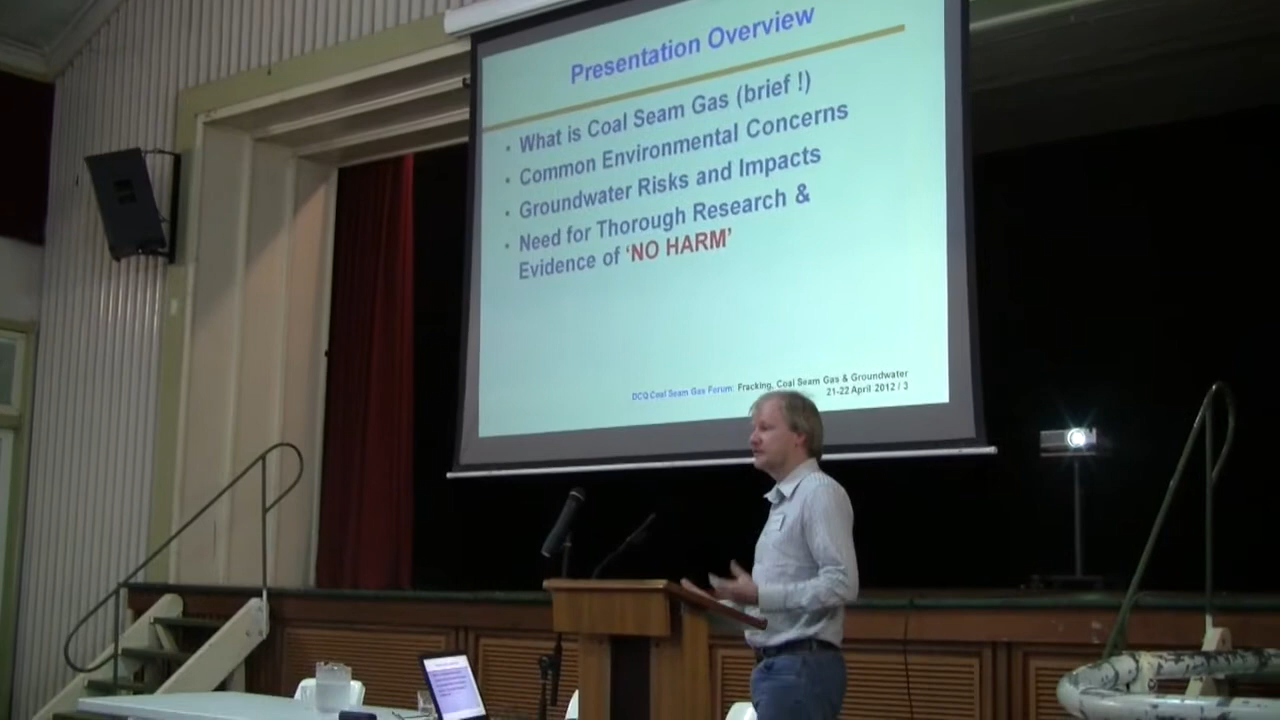 Presentation Overview
• What is Coal Seam Gas (brief !)
• Common Environmental Concerns
• Groundwater Risks and Impacts
• Need for Thorough Research &
Evidence of ‘NO HARM’
DCQ Coal Seam Gas Forum: Fracking, Coal Seam Gas & Groundwater
21-22 April 2012 / 3